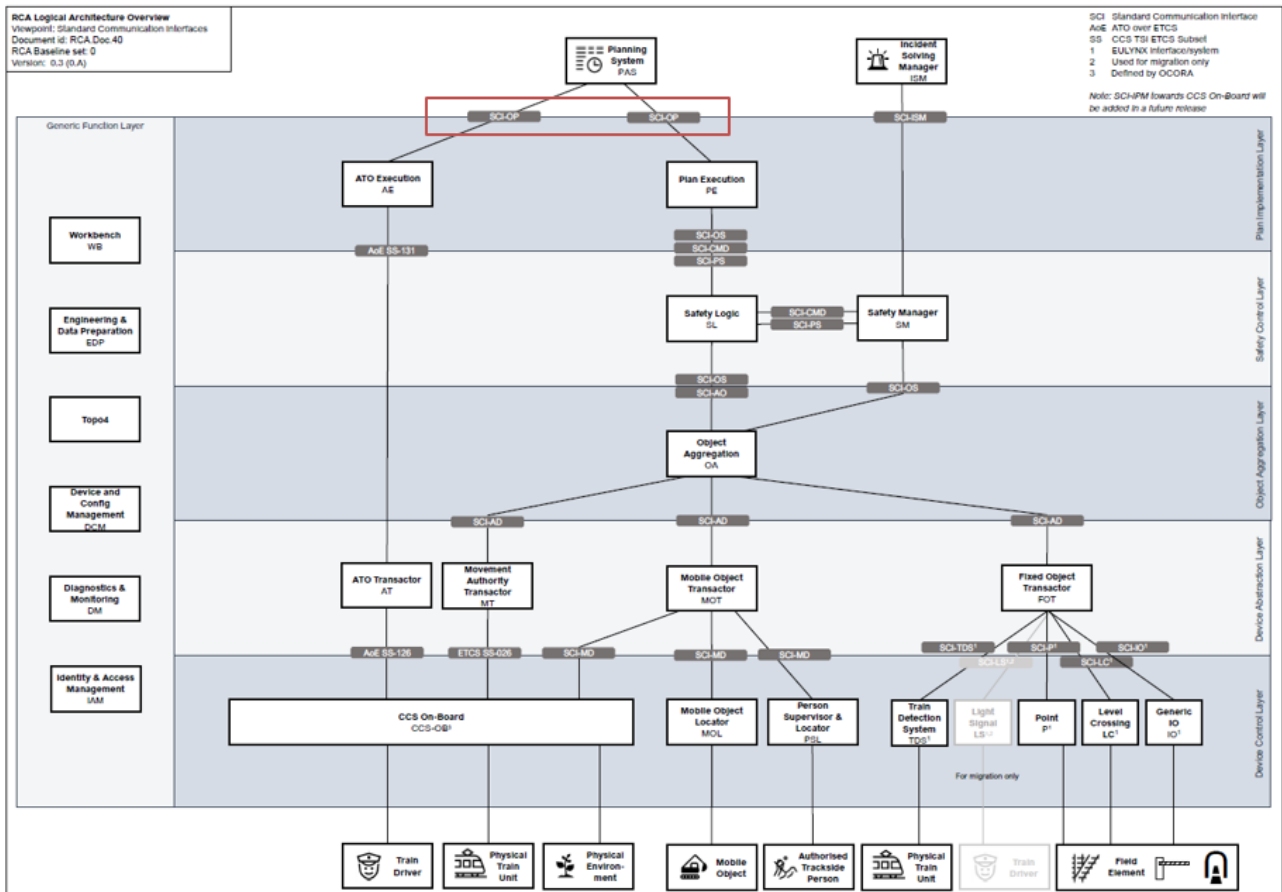 RCA Logical Architecture Overview
Viewpoint: Standard Communication Interfaces
Document id: RCA.Doc.40
RCA Baseline set: 0
Version: 0.3 (0.A)
SCI Standard Communication Interface
AoE ATO over ETCS
SS CCS TSI ETCS Subset
1 EULYNX Interface/system
2 Used for migration only
3 Defined by OCORA
Note: SCI-IPM towards CCS On-Board will
be added in a future release
Planning
System
PAS
Incident
Solving
Manager
ISM
Generic Function Layer
SCI-OP
SCI-OP
SCI-ISM
Plan Implementation Layer
ATO Execution
AE
Plan Execution
PE
Workbench
WB
AoE SS-131
SCI-OS
SCI-CMD
SCI-PS
Safety Control Layer
Engineering &
Data Preparation
EDP
Safety Logic
SL
SCI-CMD
SCI-PS
Safety Manager
SM
SCI-OS
SCI-AO
SCI-OS
Object Aggregation Layer
Topo4
Object
Aggregation
OA
Device and
Config
Management
DCM
SCI-AD
SCI-AD
SCI-AD
Device Abstraction Layer
Diagnostics &
Monitoring
DM
ATO Transactor
AT
Movement
Authority
Transactor
MT
Mobile Object
Transactor
MOT
Fixed Object
Transactor
FOT
AoE SS-126
ETCS SS-026
SCI-MD
SCI-MD
SCI-MD
SCI-TDS¹
SCI-LS¹,²
SCI-P¹
SCI-LC¹
SCI-IO¹
Device Control Layer
Identity & Access
Management
IAM
CCS On-Board
CCS-OB³
Mobile Object
Locator
MOL
Person
Supervisor &
Locator
PSL
Train
Detection
System
TDS¹
Light
Signal
LS¹,²
Point
P¹
Level
Crossing
LC¹
Generic
IO
IO¹
For migration only
Train
Driver
Physical
Train
Unit
Physical
Environ-
ment
Mobile
Object
Authorised
Trackside
Person
Physical
Train
Unit
Train
Driver
Field
Element